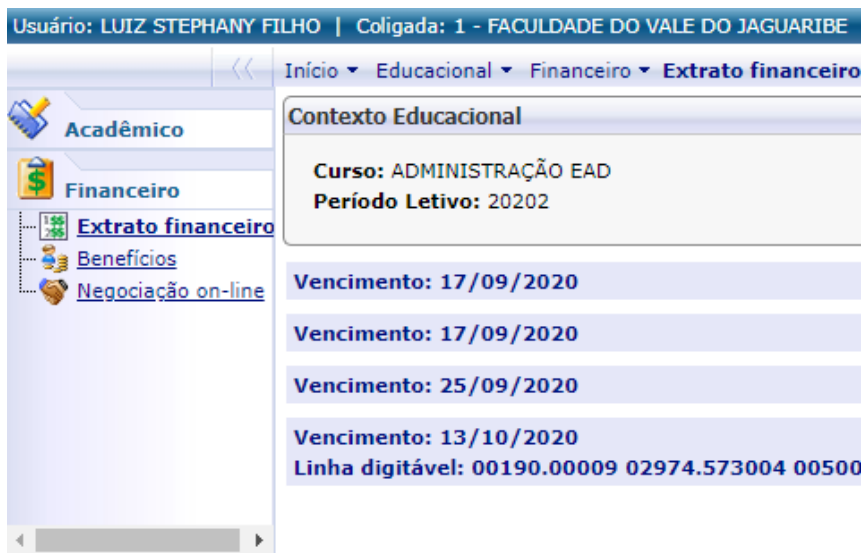 Usuário: LUIZ STEPHANY FILHO | Coligada: 1 - FACULDADE DO VALE DO JAGUARIBE
Início Educacional Financeiro Extrato financeiro
Acadêmico
Financeiro
Extrato financeiro
Benefícios
Negociação on-line
Contexto Educacional
Curso: ADMINISTRAÇÃO EAD
Período Letivo: 20202
Vencimento: 17/09/2020
Vencimento: 17/09/2020
Vencimento: 25/09/2020
Vencimento: 13/10/2020
Linha digitável: 00190.00009 02974.573004 00500